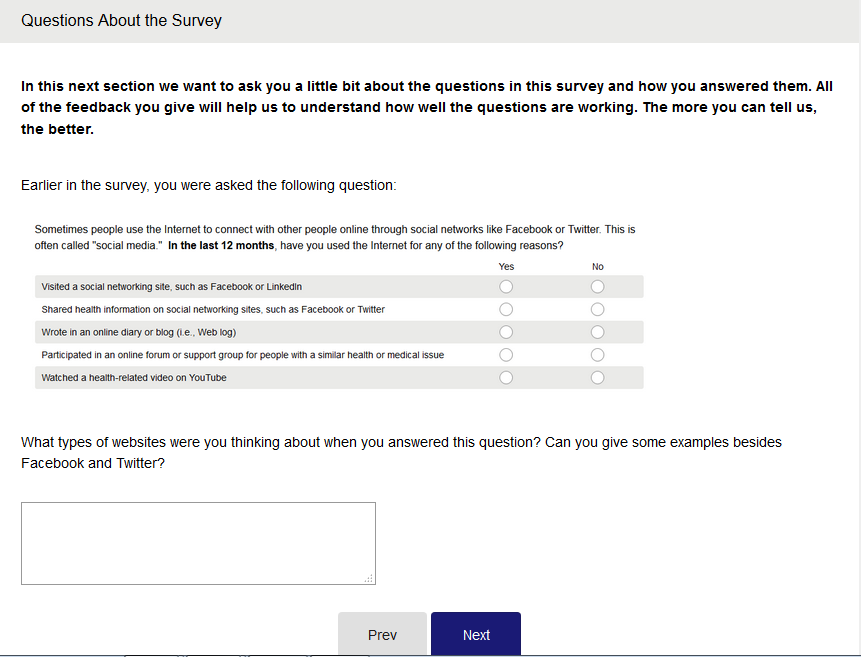 Questions About the Survey
In this next section we want to ask you a little bit about the questions in this survey and how you answered them. All
of the feedback you give will help us to understand how well the questions are working. The more you can tell us,
the better.
Earlier in the survey, you were asked the following question:
Sometimes people use the Internet to connect with other people online through social networks like Facebook or Twitter. This is
often called "social media." In the last 12 months, have you used the Internet for any of the following reasons?
Yes No
Visited a social networking site, such as Facebook or LinkedIn
Shared health information on social networking sites, such as Facebook or Twitter
Wrote in an online diary or blog (i.e., Web log)
Participated in an online forum or support group for people with a similar health or medical issue
Watched a health-related video on YouTube
What types of websites were you thinking about when you answered this question? Can you give some examples besides
Facebook and Twitter?
Prev Next